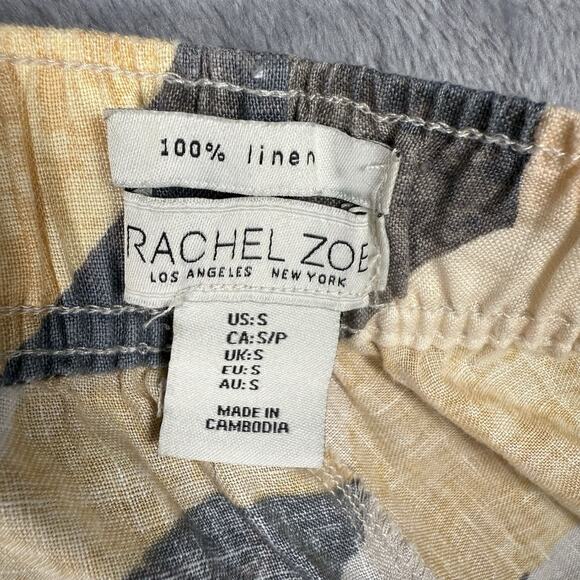 100% linen
RACHEL ZOE
LOS ANGELES NEW YORK
US: S
CA: S/P
UK: S
EU: S
AU: S
MADE IN
CAMBODIA